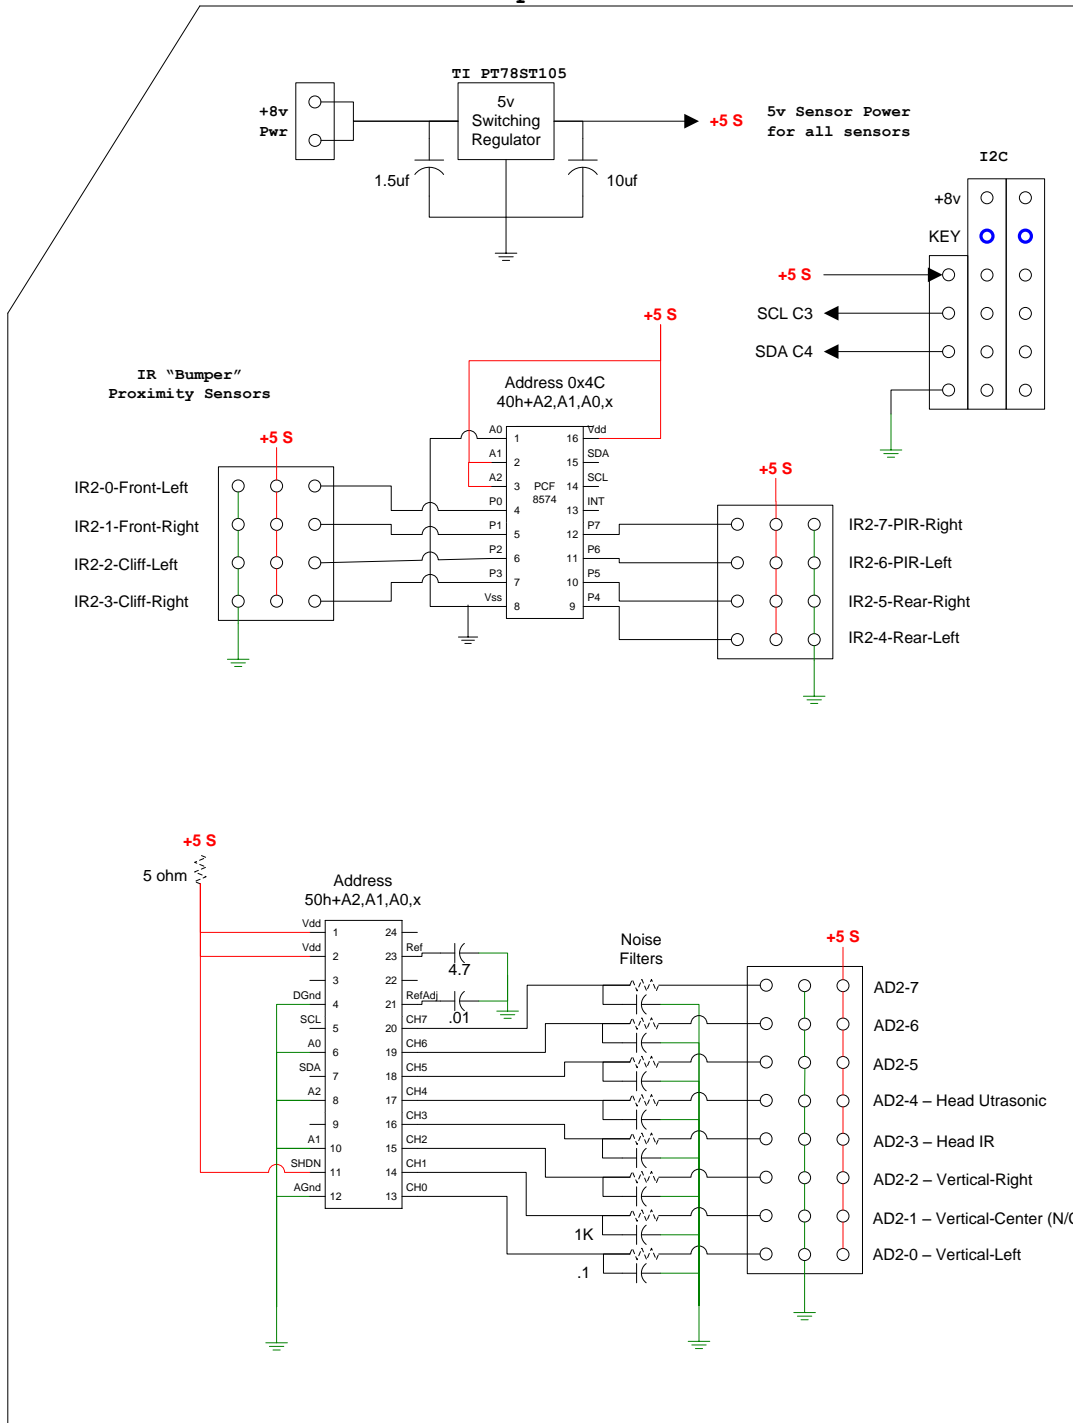 TI PT78ST105
+8v
Pwr
5v
Switching
Regulator
+5 S
5v Sensor Power
for all sensors
1.5uf
10uf
I2C
+8v
KEY
+5 S
SCL C3
SDA C4
+5 S
IR “Bumper”
Proximity Sensors
Address 0x4C
40h+A2,A1,A0,x
+5 S
+5 S
A0 1 16 Vdd
A1 2 15 SDA
A2 3 PCF 14 SCL
8574
P0 4 13 INT
P1 5 12 P7
P2 6 11 P6
P3 7 10 P5
Vss 8 9 P4
IR2-0-Front-Left
IR2-1-Front-Right
IR2-2-Cliff-Left
IR2-3-Cliff-Right
IR2-7-PIR-Right
IR2-6-PIR-Left
IR2-5-Rear-Right
IR2-4-Rear-Left
+5 S
5 ohm
Address
50h+A2,A1,A0,x
Vdd 1 24
Vdd 2 23 Ref
3 22
DGnd 4 21 RefAdj
SCL 5 20 CH7
A0 6 19 CH6
SDA 7 18 CH5
A2 8 17 CH4
9 16 CH3
A1 10 15 CH2
SHDN 11 14 CH1
AGnd 12 13 CH0
4.7
.01
Noise
Filters
1K
.1
+5 S
AD2-7
AD2-6
AD2-5
AD2-4 – Head Utrasonic
AD2-3 – Head IR
AD2-2 – Vertical-Right
AD2-1 – Vertical-Center (N/C
AD2-0 – Vertical-Left